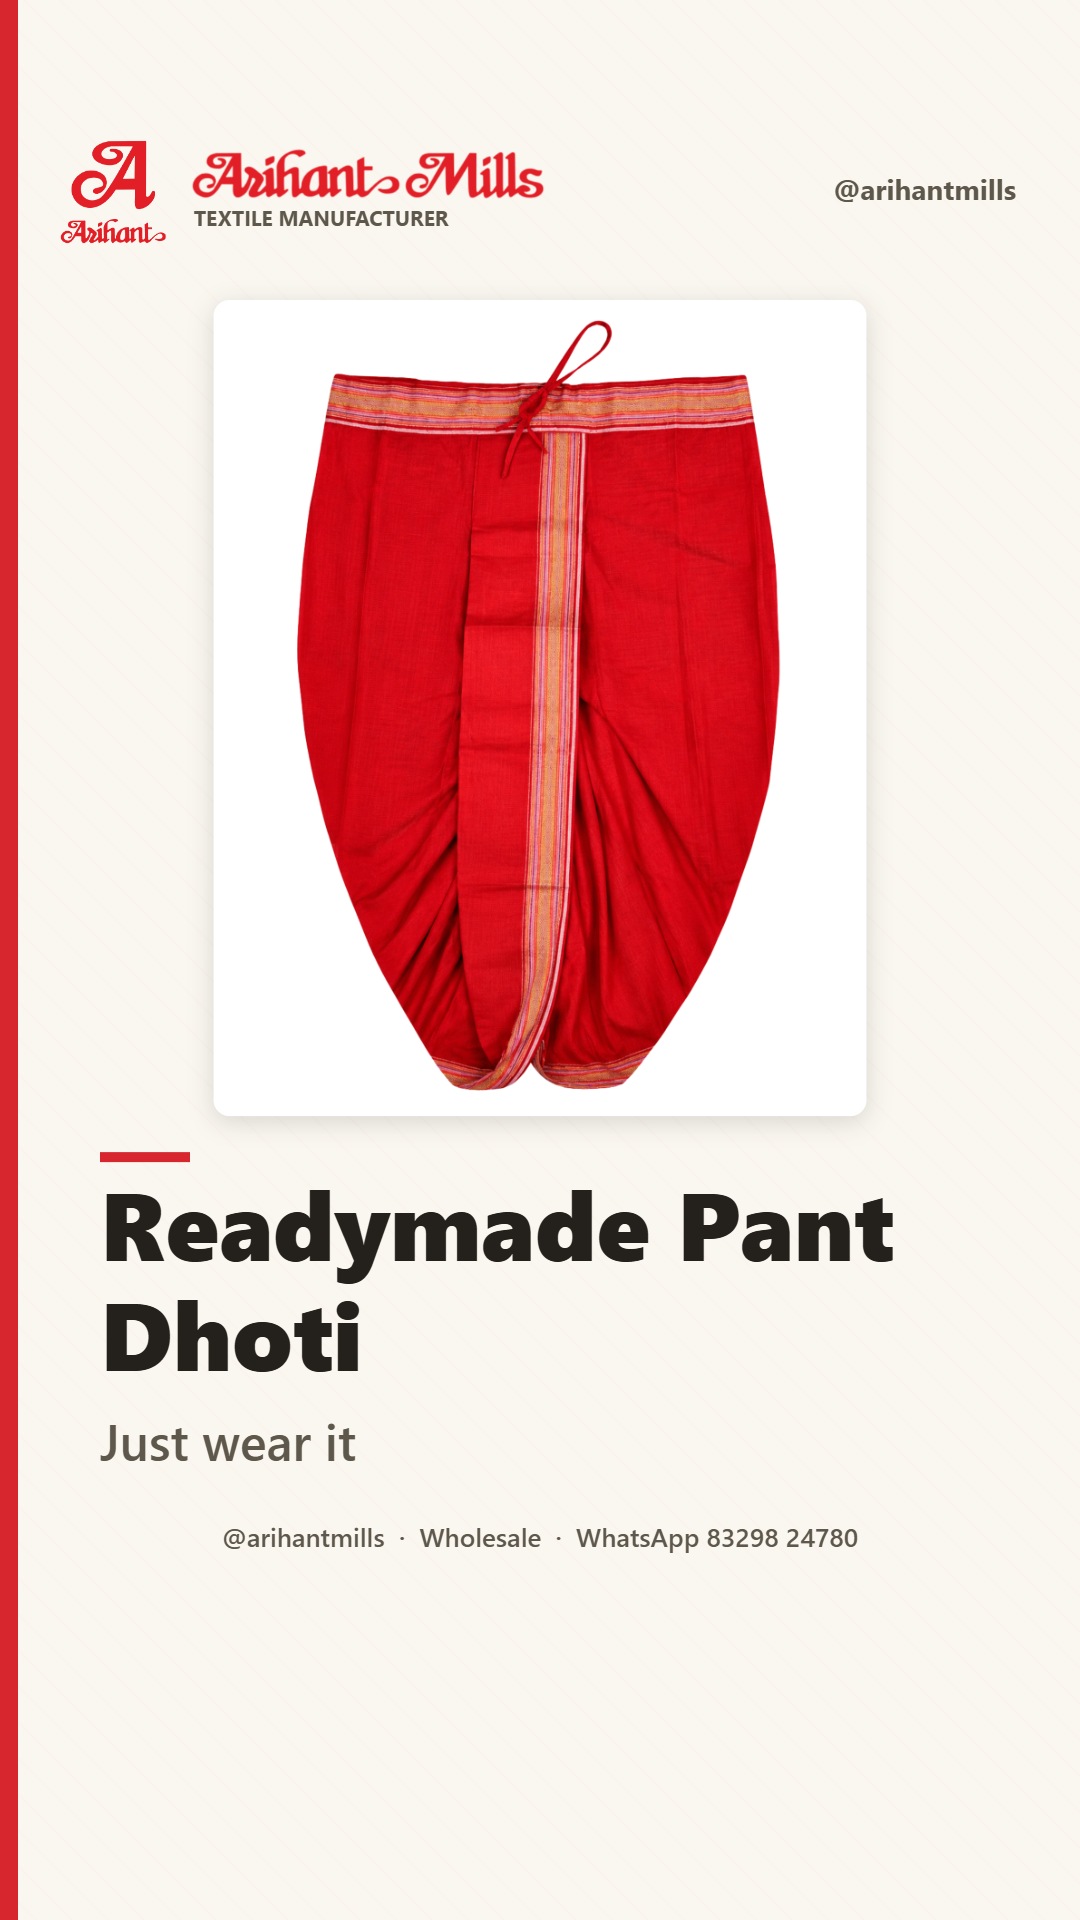 A
Arihant
Arihant Mills
TEXTILE MANUFACTURER
@arihantmills
Readymade Pant
Dhoti
Just wear it
@arihantmills · Wholesale · WhatsApp 83298 24780